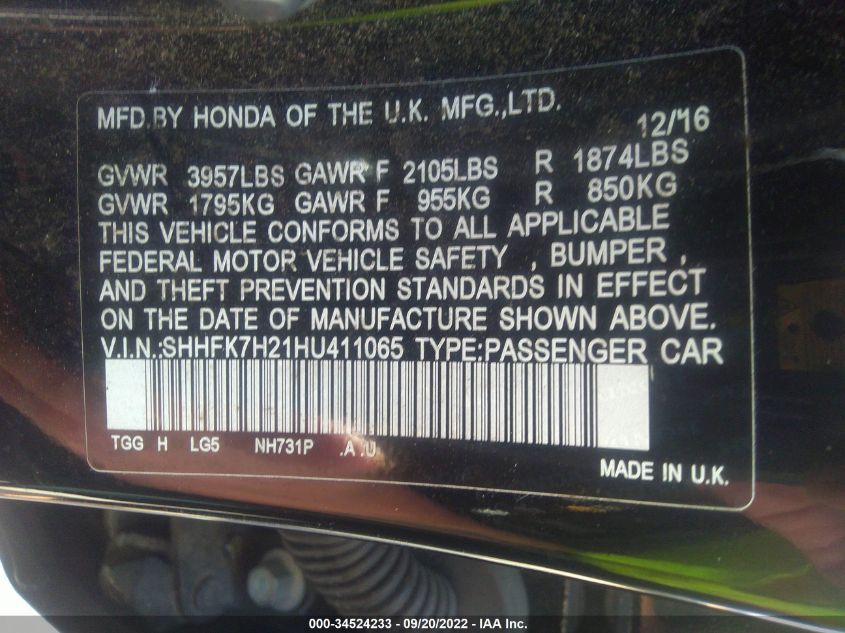 MFD.BY HONDA OF THE U.K. MFG.,LTD.
12/16
GVWR 3957LBS GAWR F 2105LBS R 1874LBS
GVWR 1795KG GAWR F 955KG R 850KG
THIS VEHICLE CONFORMS TO ALL APPLICABLE
FEDERAL MOTOR VEHICLE SAFETY , BUMPER ,
AND THEFT PREVENTION STANDARDS IN EFFECT
ON THE DATE OF MANUFACTURE SHOWN ABOVE.
V.I.N.:SHHFK7H21HU411065 TYPE:PASSENGER CAR
TGG H LG5 NH731P .A .U
MADE IN U.K.
000-34524233 - 09/20/2022 - IAA Inc.